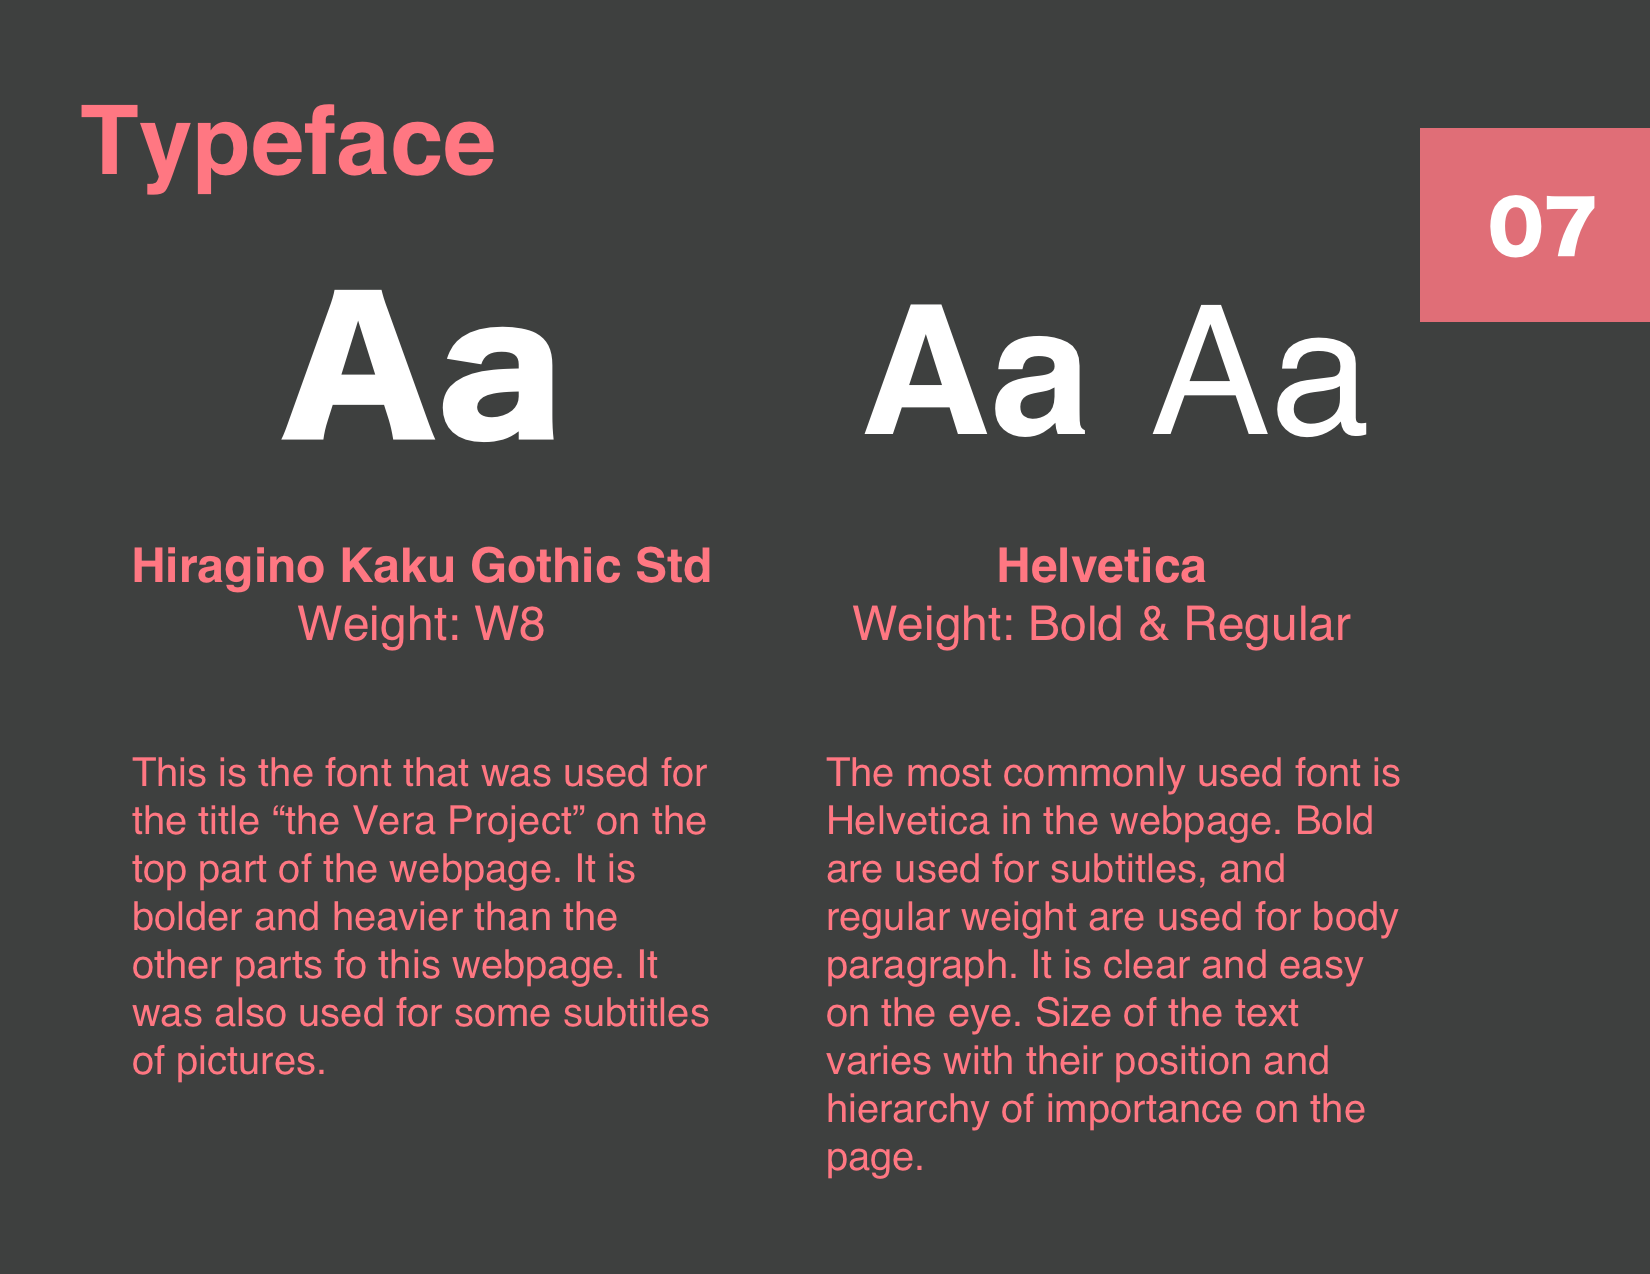 Typeface
07
Aa
Aa Aa
Hiragino Kaku Gothic Std
Weight: W8
Helvetica
Weight: Bold & Regular
This is the font that was used for
the title “the Vera Project” on the
top part of the webpage. It is
bolder and heavier than the
other parts fo this webpage. It
was also used for some subtitles
of pictures.
The most commonly used font is
Helvetica in the webpage. Bold
are used for subtitles, and
regular weight are used for body
paragraph. It is clear and easy
on the eye. Size of the text
varies with their position and
hierarchy of importance on the
page.